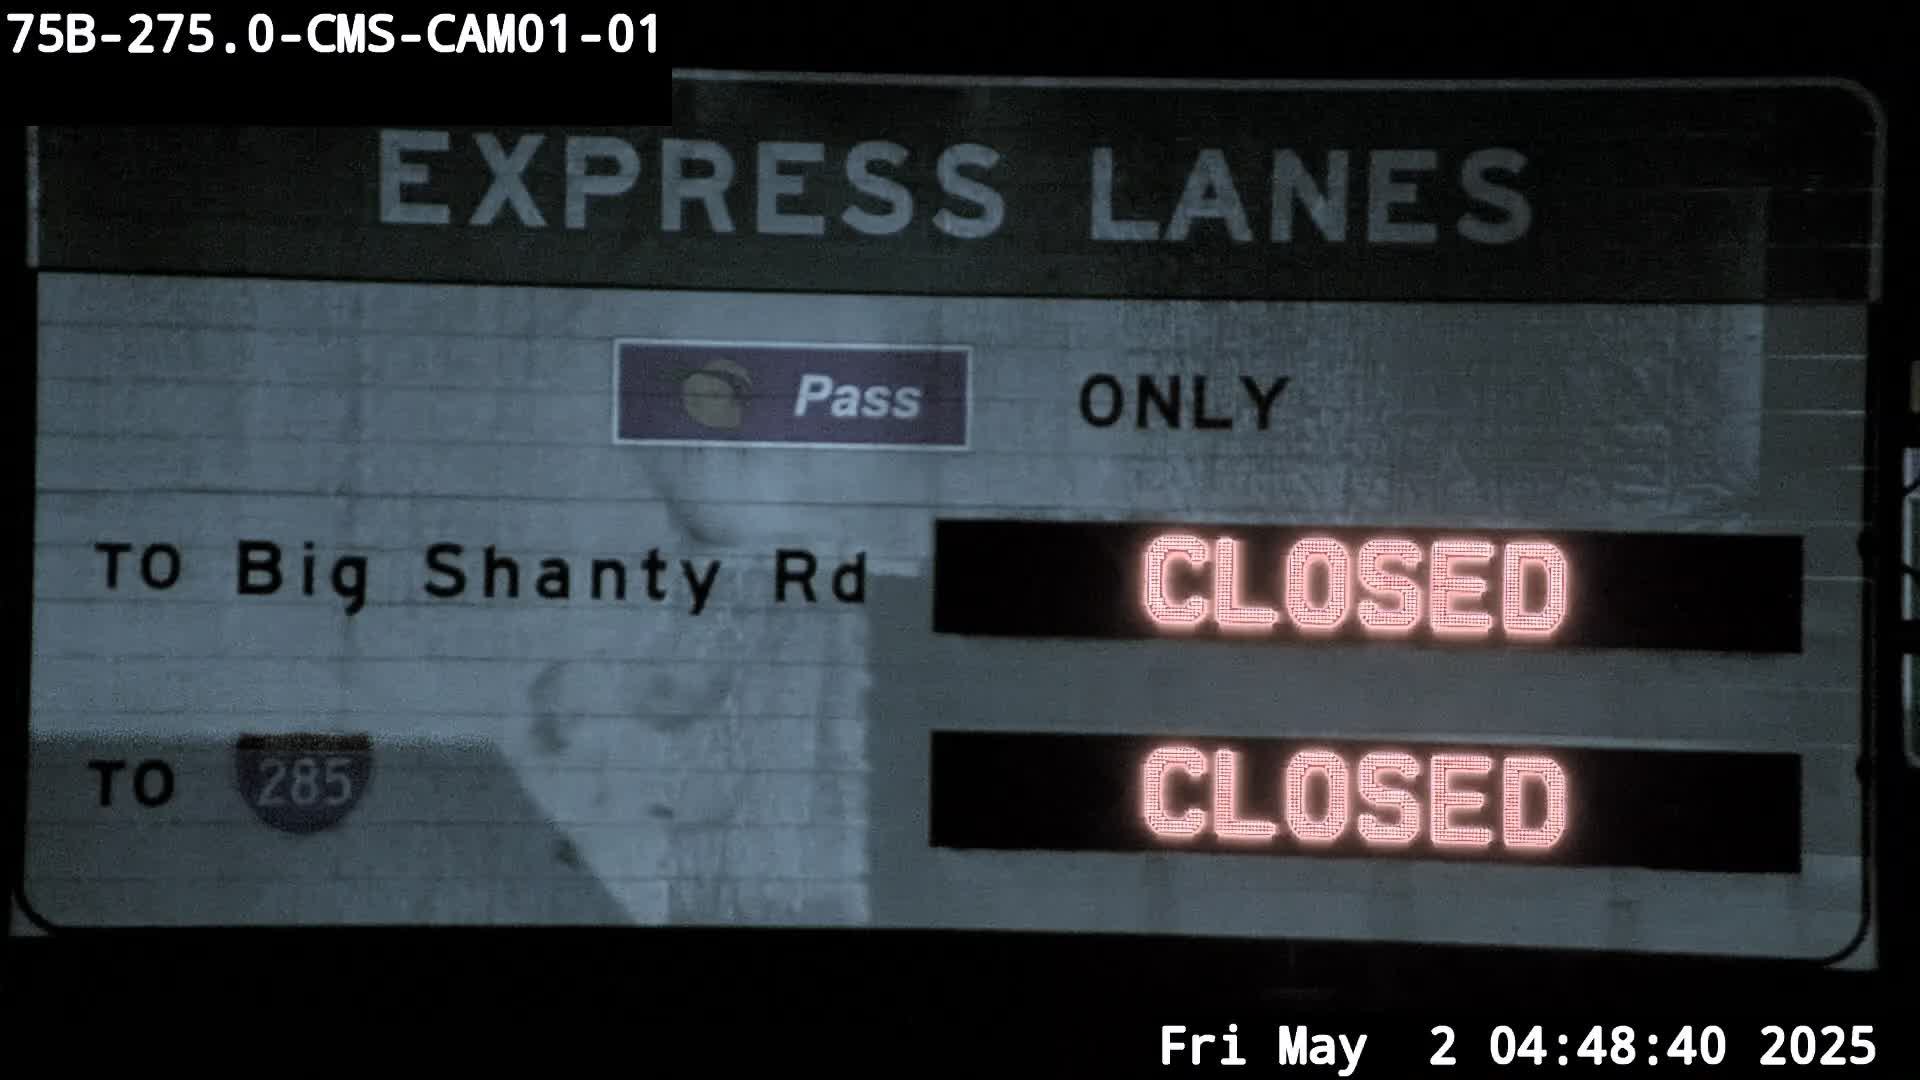 75B-275.0-CMS-CAM01-01
EXPRESS LANES
Pass ONLY
TO Big Shanty Rd CLOSED
TO 285 CLOSED
Fri May 2 04:48:40 2025